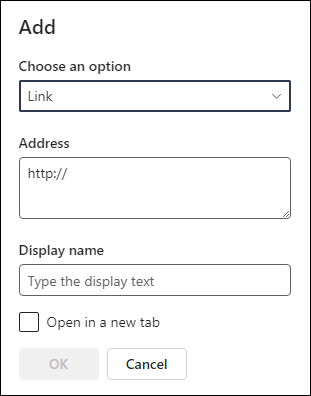 Add
Choose an option
Link
Address
http://
Display name
Type the display text
Open in a new tab
OK
Cancel